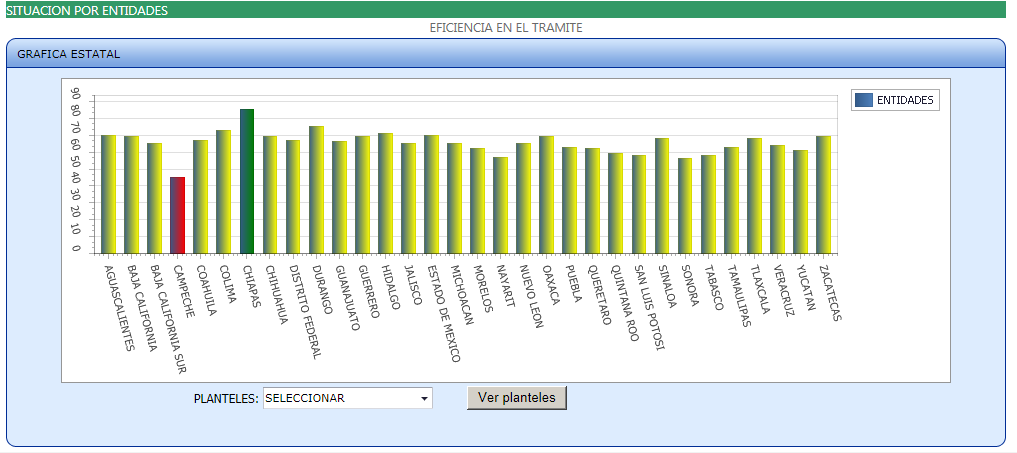 SITUACION POR ENTIDADES
EFICIENCIA EN EL TRAMITE
GRAFICA ESTATAL
90
80
70
60
50
40
30
20
10
0
ENTIDADES
AGUASCALIENTES
BAJA CALIFORNIA
BAJA CALIFORNIA SUR
CAMPECHE
COAHUILA
COLIMA
CHIAPAS
CHIHUAHUA
DISTRITO FEDERAL
DURANGO
GUANAJUATO
GUERRERO
HIDALGO
JALISCO
ESTADO DE MEXICO
MICHOACAN
MORELOS
NAYARIT
NUEVO LEON
OAXACA
PUEBLA
QUERETARO
QUINTANA ROO
SAN LUIS POTOSI
SINALOA
SONORA
TABASCO
TAMAULIPAS
TLAXCALA
VERACRUZ
YUCATAN
ZACATECAS
PLANTELES: SELECCIONAR Ver planteles